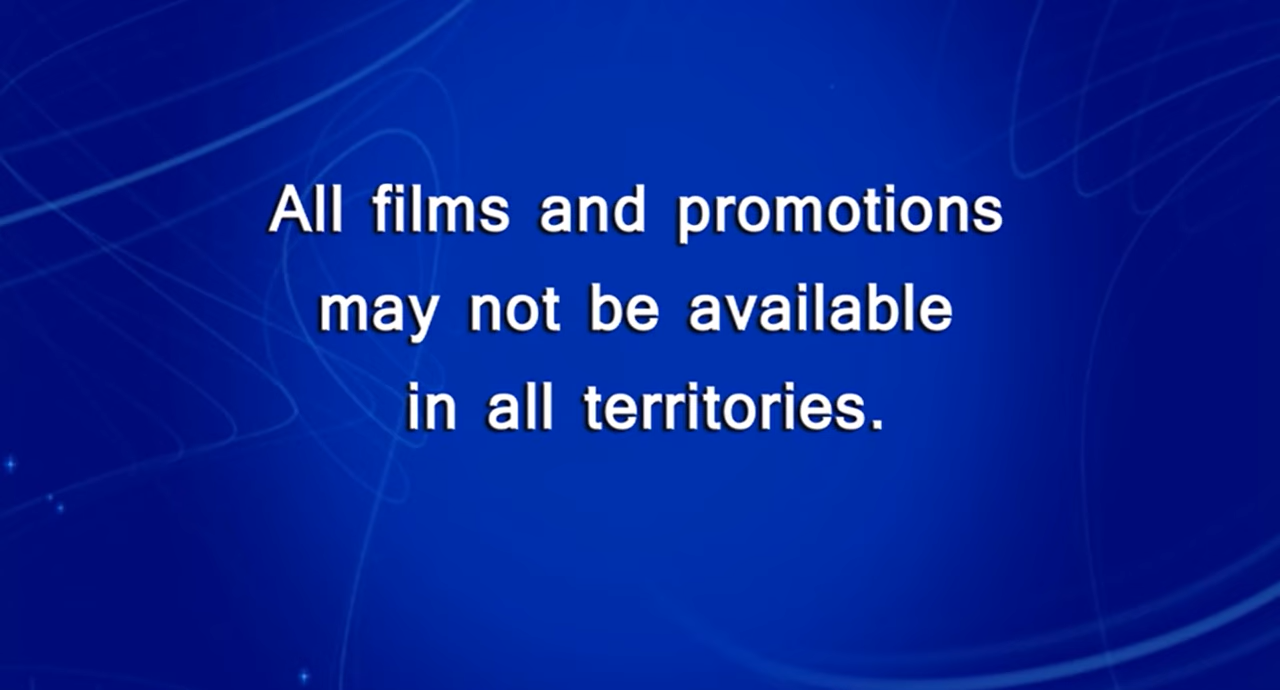 All films and promotions
may not be available
in all territories.